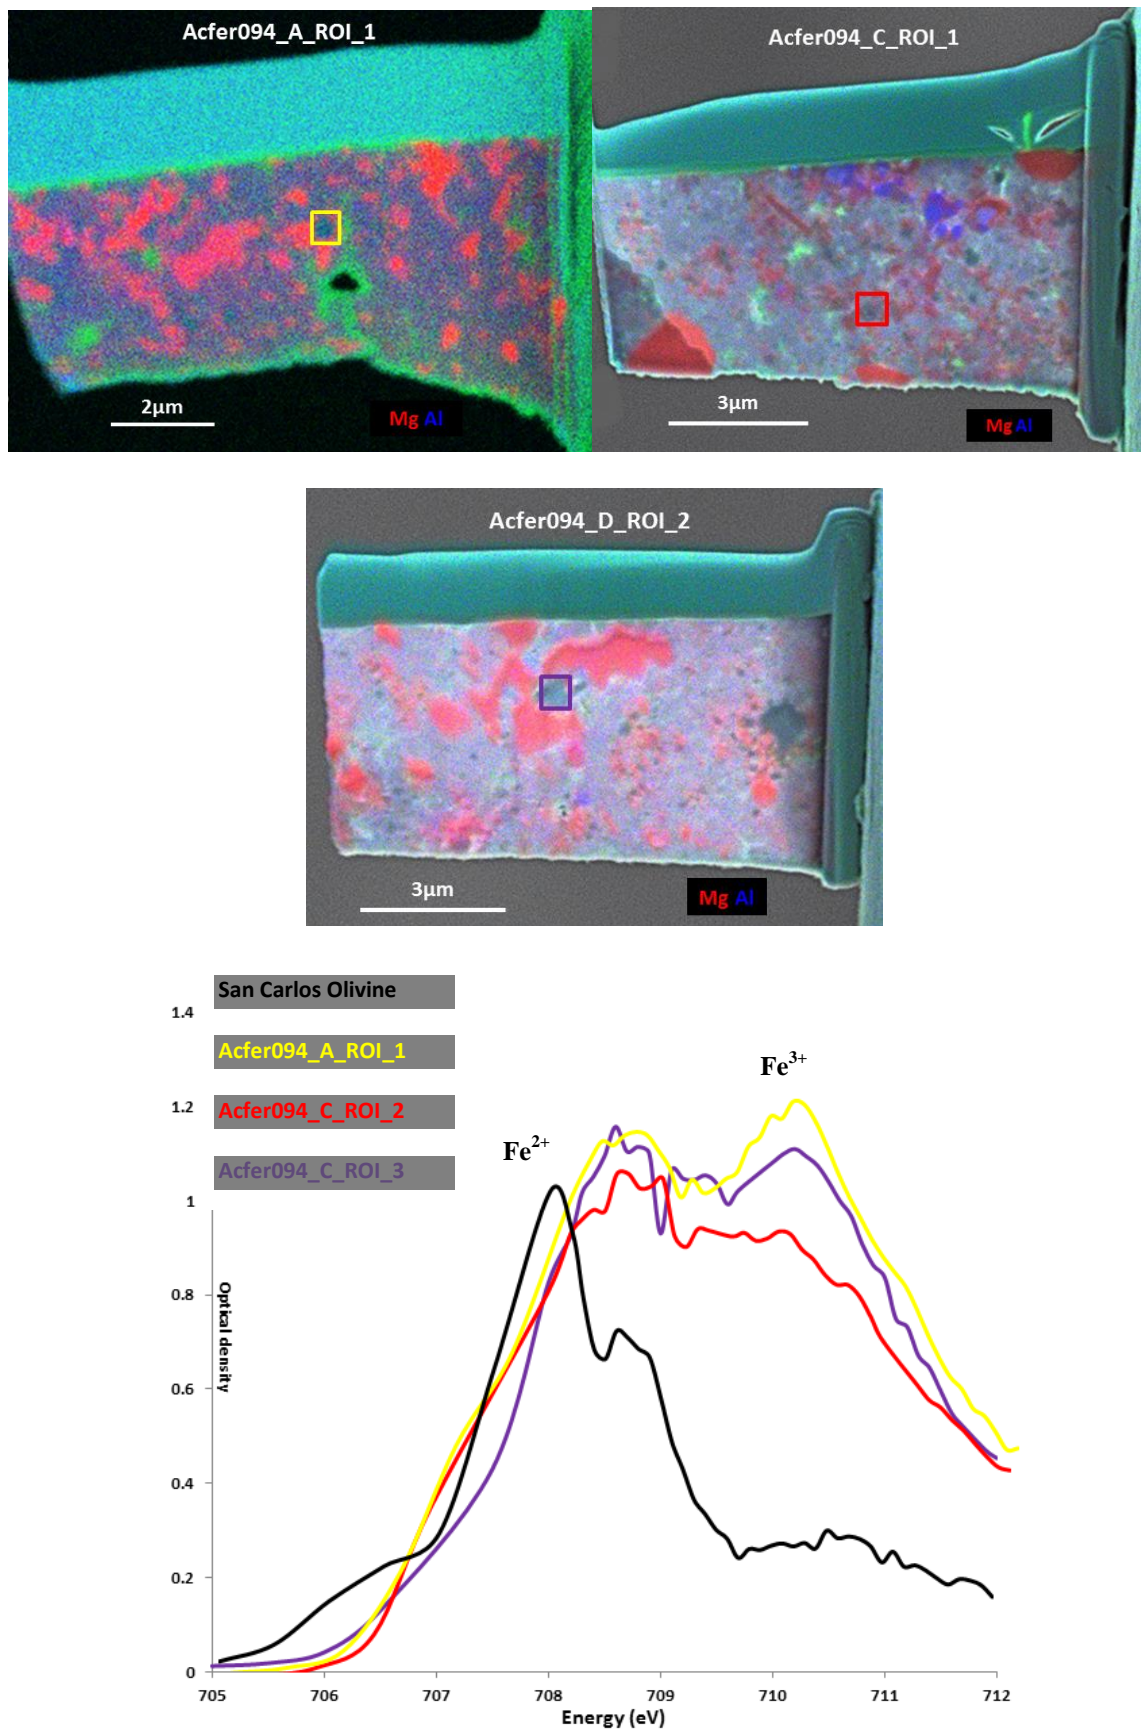 Acfer094_A_ROI_1
2µm
Mg Al
Acfer094_C_ROI_1
3µm
Mg Al
Acfer094_D_ROI_2
3µm
Mg Al
San Carlos Olivine
Acfer094_A_ROI_1
Acfer094_C_ROI_2
Acfer094_C_ROI_3
Fe2+
Fe3+
1.4
1.2
1
0.8
0.6
0.4
0.2
0
Optical density
705 706 707 708 709 710 711 712
Energy (eV)